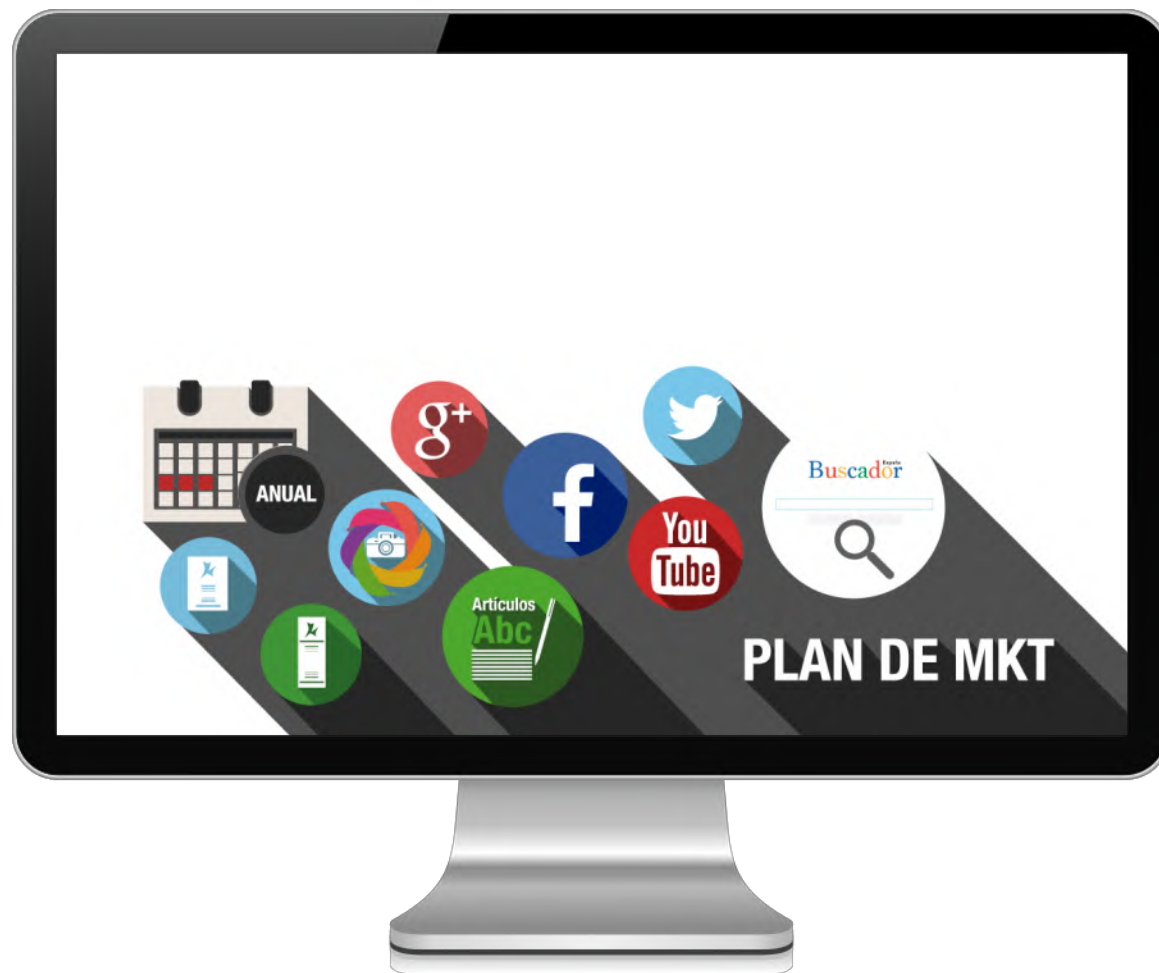 g+
f
ANUAL
España
Buscador
You
Tube
Artículos
Abc
PLAN DE MKT